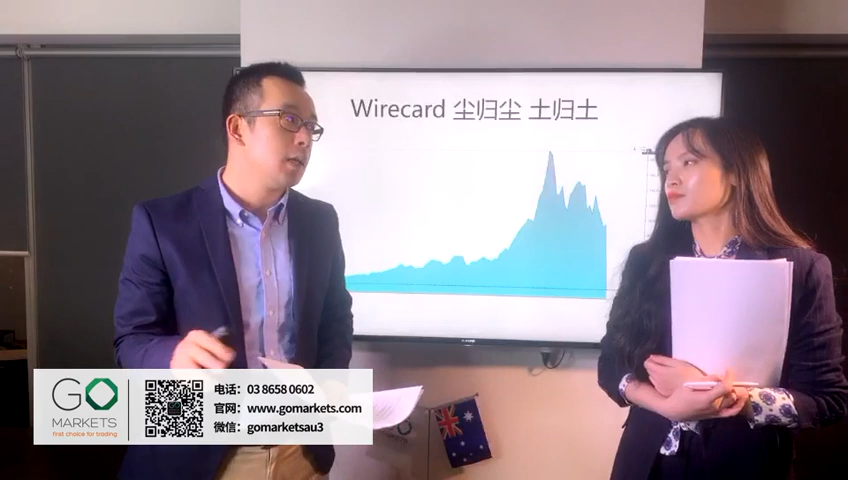 Wirecard 尘归尘 土归土
GO
MARKETS
first choice for trading
电话： 03 8658 0602
官网： www.gomarkets.com
微信： gomarketsau3